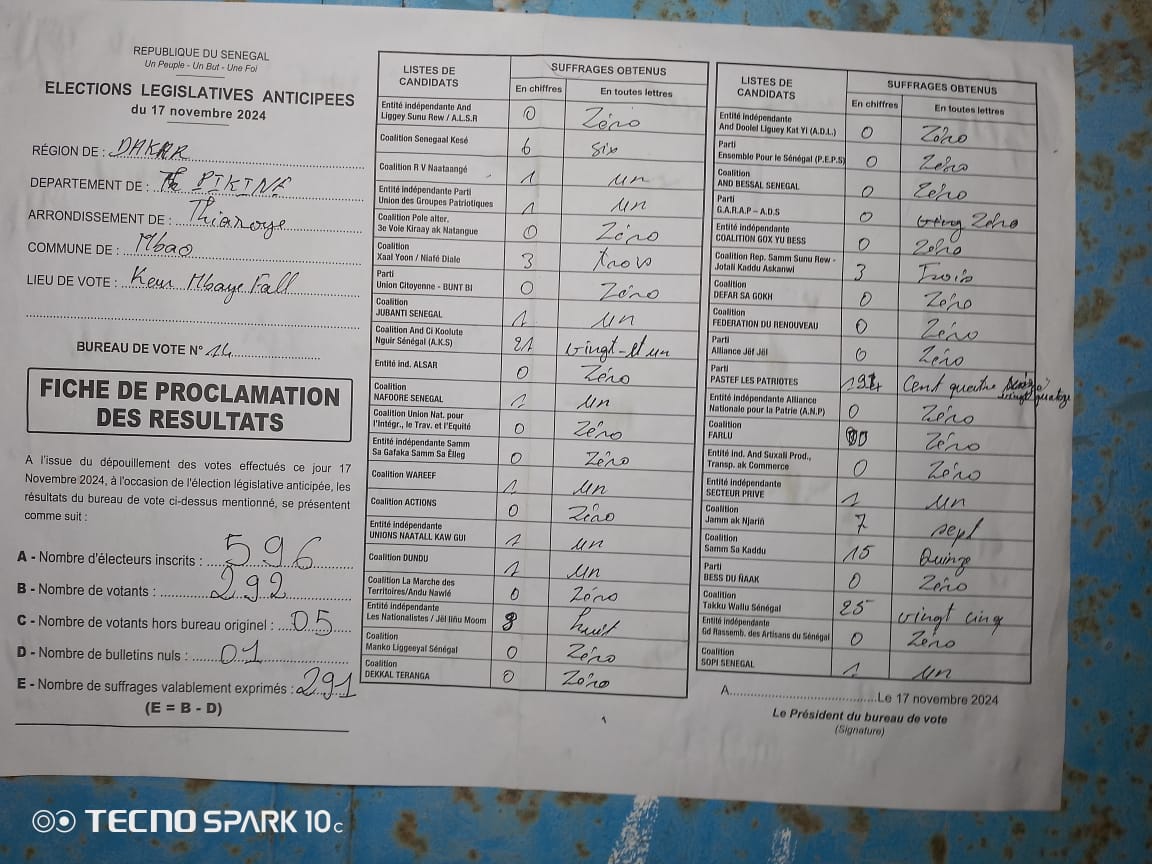 REPUBLIQUE DU SENEGAL
Un Peuple - Un But - Une Foi
ELECTIONS LEGISLATIVES ANTICIPEES
du 17 novembre 2024
RÉGION DE : DAKAR
DEPARTEMENT DE : PIKINE
ARRONDISSEMENT DE : Thiaroye
COMMUNE DE : Mbao
LIEU DE VOTE : Keur Mbaye Fall
BUREAU DE VOTE N° 14
FICHE DE PROCLAMATION
DES RESULTATS
A l'issue du dépouillement des votes effectués ce jour 17
Novembre 2024, à l'occasion de l'élection législative anticipée, les
résultats du bureau de vote ci-dessus mentionné, se présentent
comme suit :
A - Nombre d'électeurs inscrits : 596
B - Nombre de votants : 292
C - Nombre de votants hors bureau originel : 05
D - Nombre de bulletins nuls : 01
E - Nombre de suffrages valablement exprimés : 291
(E = B - D)
LISTES DE CANDIDATS SUFFRAGES OBTENUS
En chiffres En toutes lettres
Entité indépendante And
Liggey Sunu Rew / A.L.S.R 0 Zéro
Coalition Senegaal Kesé 6 six
Coalition R V Naataangé 1 un
Entité indépendante Parti
Union des Groupes Patriotiques 1 un
Coalition Pole alter.
3e Voie Kiraay ak Natangue 0 Zéro
Coalition
Xaal Yoon / Niafé Diale 3 trois
Parti
Union Citoyenne - BUNT BI 0 Zéro
Coalition
JUBANTI SENEGAL 1 un
Coalition And Ci Koolute
Nguir Sénégal (A.K.S) 21 vingt-et un
Entité ind. ALSAR 0 Zéro
Coalition
NAFOORE SENEGAL 1 un
Coalition Union Nat. pour
l'Intégr., le Trav. et l'Equité 0 Zéro
Entité indépendante Samm
Sa Gafaka Samm Sa Ëlleg 0 Zéro
Coalition WAREEF 1 un
Coalition ACTIONS 0 Zéro
Entité indépendante
UNIONS NAATALL KAW GUI 1 un
Coalition DUNDU 1 un
Coalition La Marche des
Territoires/Andu Nawlé 0 Zéro
Entité indépendante
Les Nationalistes / Jël liñu Moom 8 huit
Coalition
Manko Liggeeyal Sénégal 0 Zéro
Coalition
DEKKAL TERANGA 0 Zéro
LISTES DE CANDIDATS SUFFRAGES OBTENUS
En chiffres En toutes lettres
Entité indépendante
And Doolel Liguey Kat Yi (A.D.L.) 0 Zéro
Parti
Ensemble Pour le Sénégal (P.E.P.S) 0 Zéro
Coalition
AND BESSAL SENEGAL 0 Zéro
Parti
G.A.R.A.P – A.D.S 0 Zéro
Entité indépendante
COALITION GOX YU BESS 0 Zéro
Coalition Rep. Samm Sunu Rew -
Jotali Kaddu Askanwi 3 Trois
Coalition
DEFAR SA GOKH 0 Zéro
Coalition
FEDERATION DU RENOUVEAU 0 Zéro
Parti
Alliance Jëf Jël 0 Zéro
Parti
PASTEF LES PATRIOTES Cent quatre vingt quatorze
Entité indépendante Alliance
Nationale pour la Patrie (A.N.P) 0 Zéro
Coalition
FARLU 0 Zéro
Entité Ind. And Suxali Prod.,
Transp. ak Commerce 0 Zéro
Entité indépendante
SECTEUR PRIVE 1 un
Coalition
Jamm ak Njariñ 7 sept
Coalition
Samm Sa Kaddu 15 Quinze
Parti
BESS DU ÑAAK 0 Zéro
Coalition
Takku Wallu Sénégal 25 vingt cinq
Entité indépendante
Gd Rassemb. des Artisans du Sénégal 0 Zéro
Coalition
SOPI SENEGAL 1 un
A..............................Le 17 novembre 2024
Le Président du bureau de vote
(Signature)
TECNO SPARK 10C